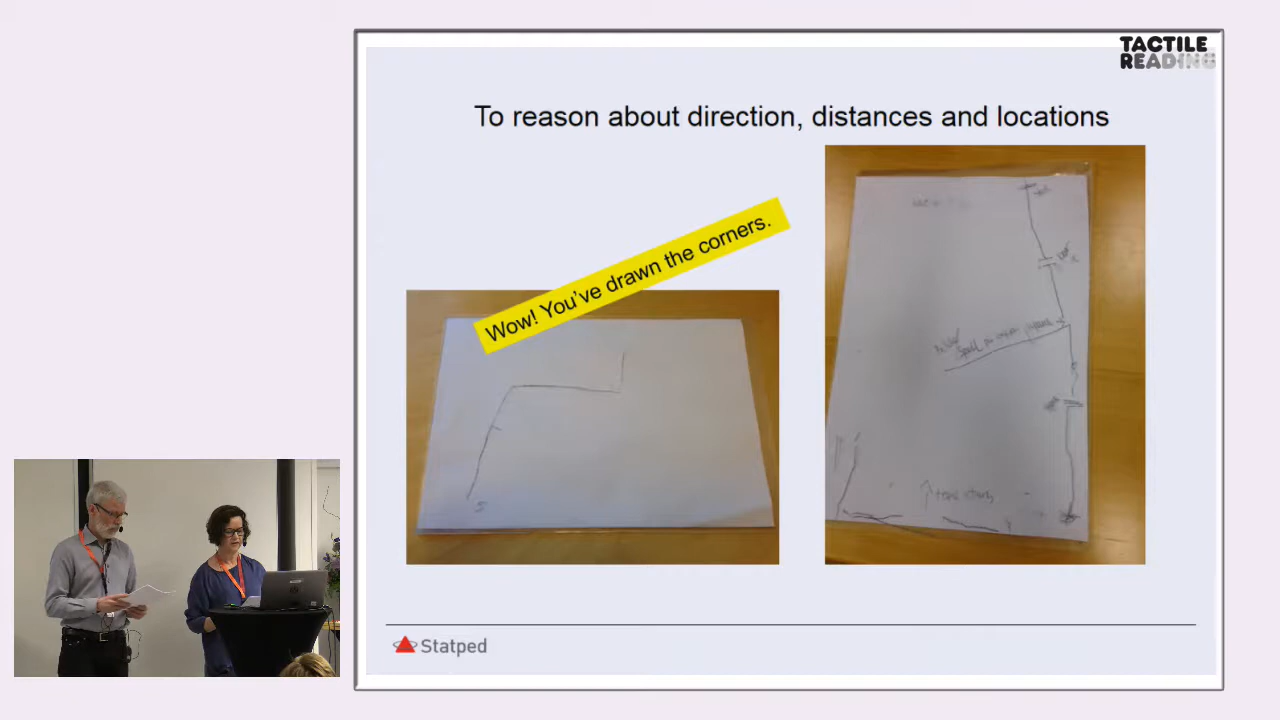 TACTILE
READING
To reason about direction, distances and locations
Wow! You've drawn the corners.
Statped